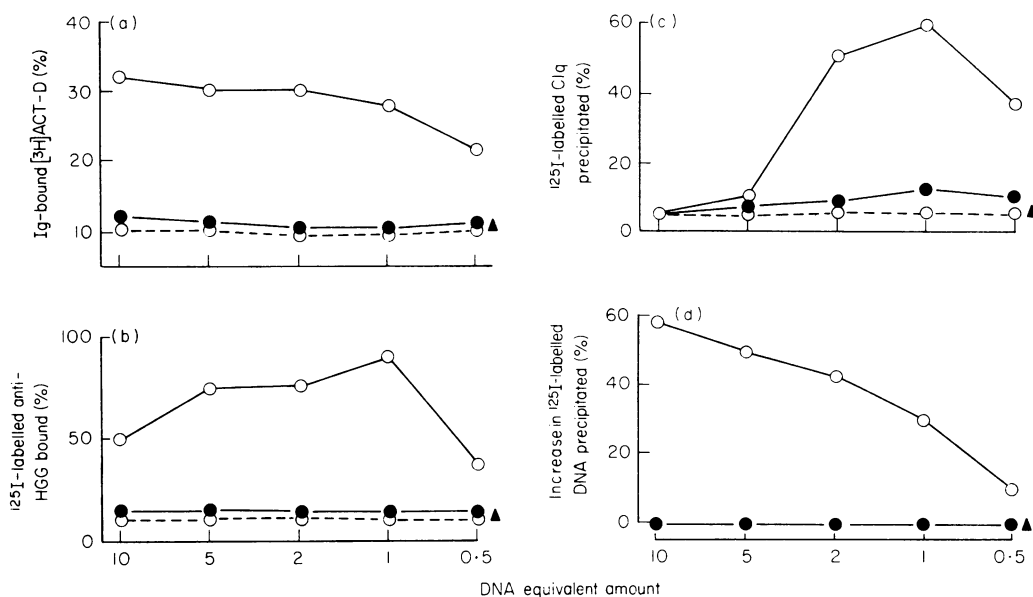 (a)
40
30
20
10
Ig-bound [³H]ACT-D (%)
(c)
60
40
20
0
¹²⁵I-labelled Clq
precipitated (%)
(b)
100
50
0
¹²⁵I-labelled anti-
HGG bound (%)
10 5 2 1 0·5
(d)
60
40
20
0
Increase in ¹²⁵I-labelled
DNA precipitated (%)
10 5 2 1 0·5
DNA equivalent amount